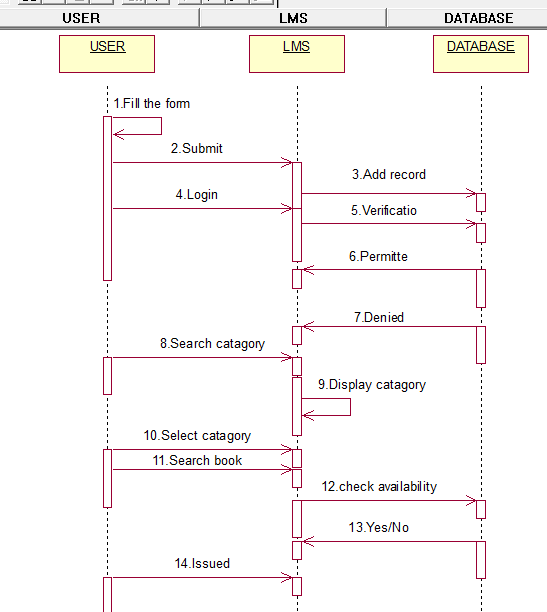 USER LMS DATABASE
USER LMS DATABASE
1.Fill the form
2.Submit
3.Add record
4.Login
5.Verificatio
6.Permitte
7.Denied
8.Search catagory
9.Display catagory
10.Select catagory
11.Search book
12.check availability
13.Yes/No
14.Issued